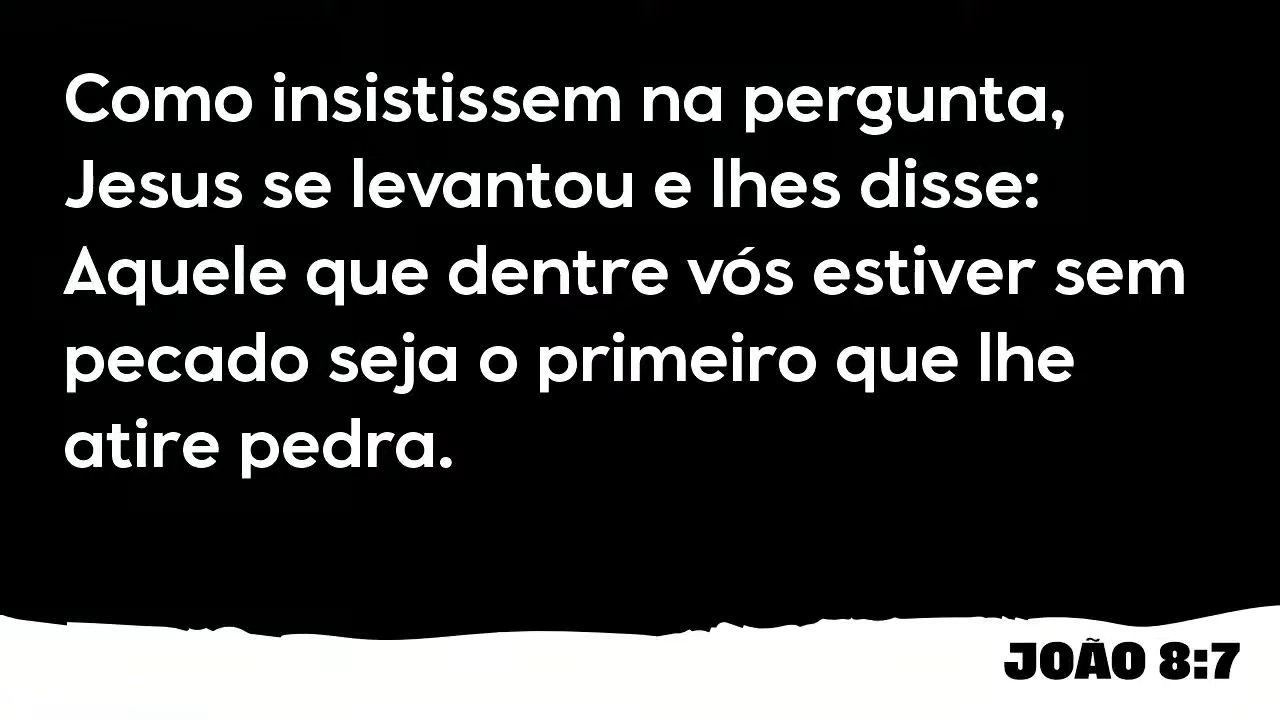 Como insistissem na pergunta,
Jesus se levantou e lhes disse:
Aquele que dentre vós estiver sem
pecado seja o primeiro que lhe
atire pedra.
JOÃO 8:7